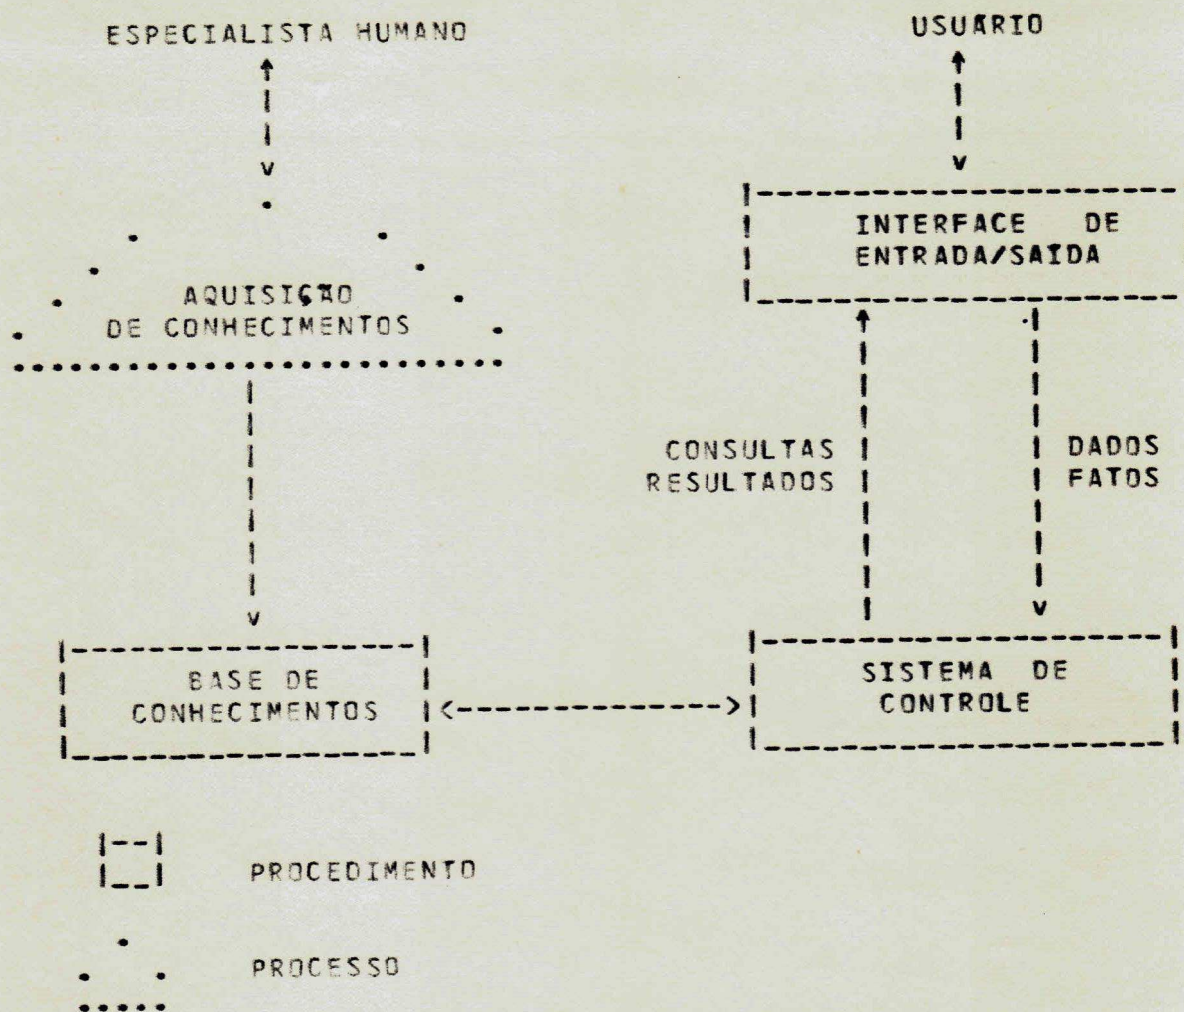 ESPECIALISTA HUMANO
USUÁRIO
INTERFACE DE
ENTRADA/SAÍDA
AQUISIÇÃO
DE CONHECIMENTOS
CONSULTAS
RESULTADOS
DADOS
FATOS
BASE DE
CONHECIMENTOS
SISTEMA DE
CONTROLE
PROCEDIMENTO
PROCESSO